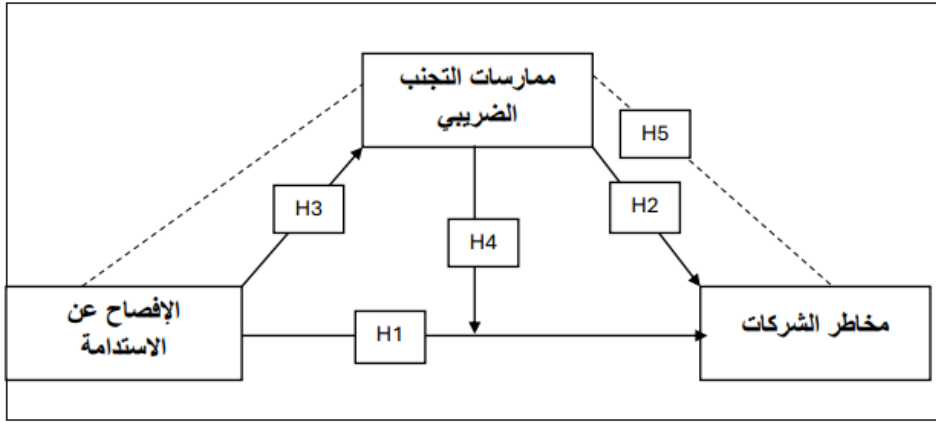 ممارسات التجنب
الضريبي
H5
H3
H2
H4
الإفصاح عن
الاستدامة
H1
مخاطر الشركات